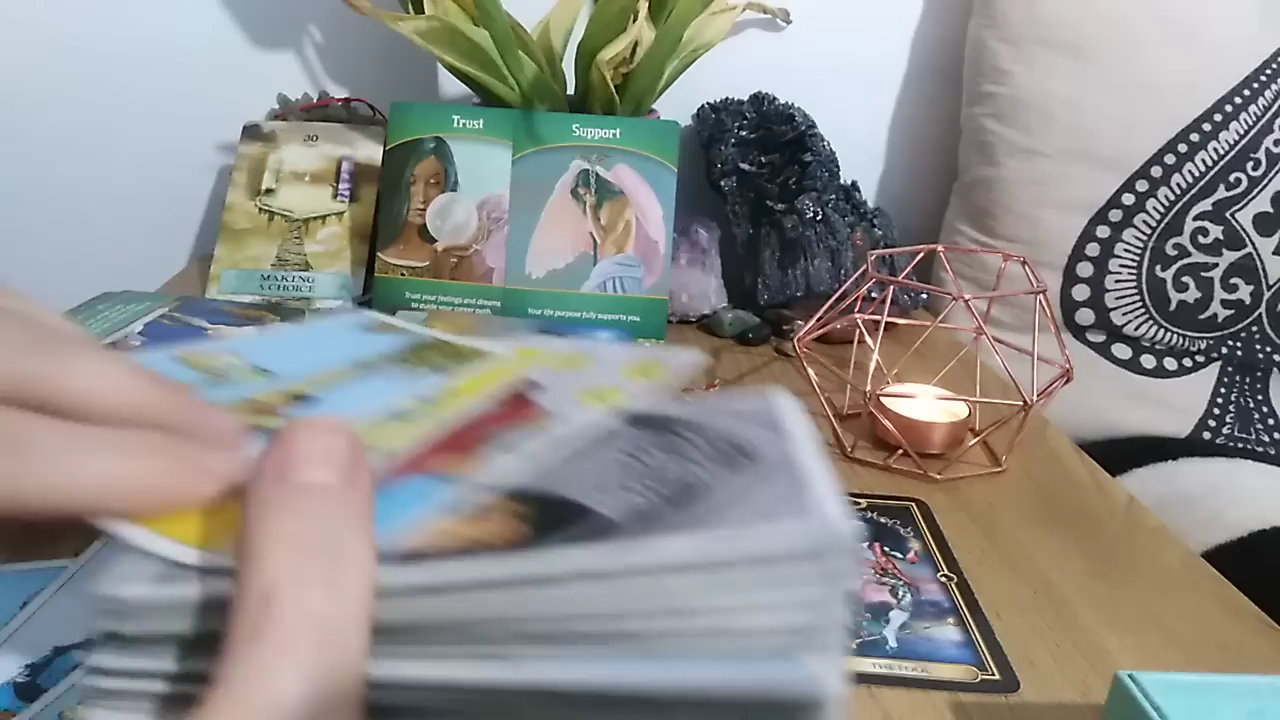 30
MAKING
A CHOICE
Trust
Trust your feelings and dreams
to guide your career path.
Support
Your life purpose fully supports you.
THE FOOL